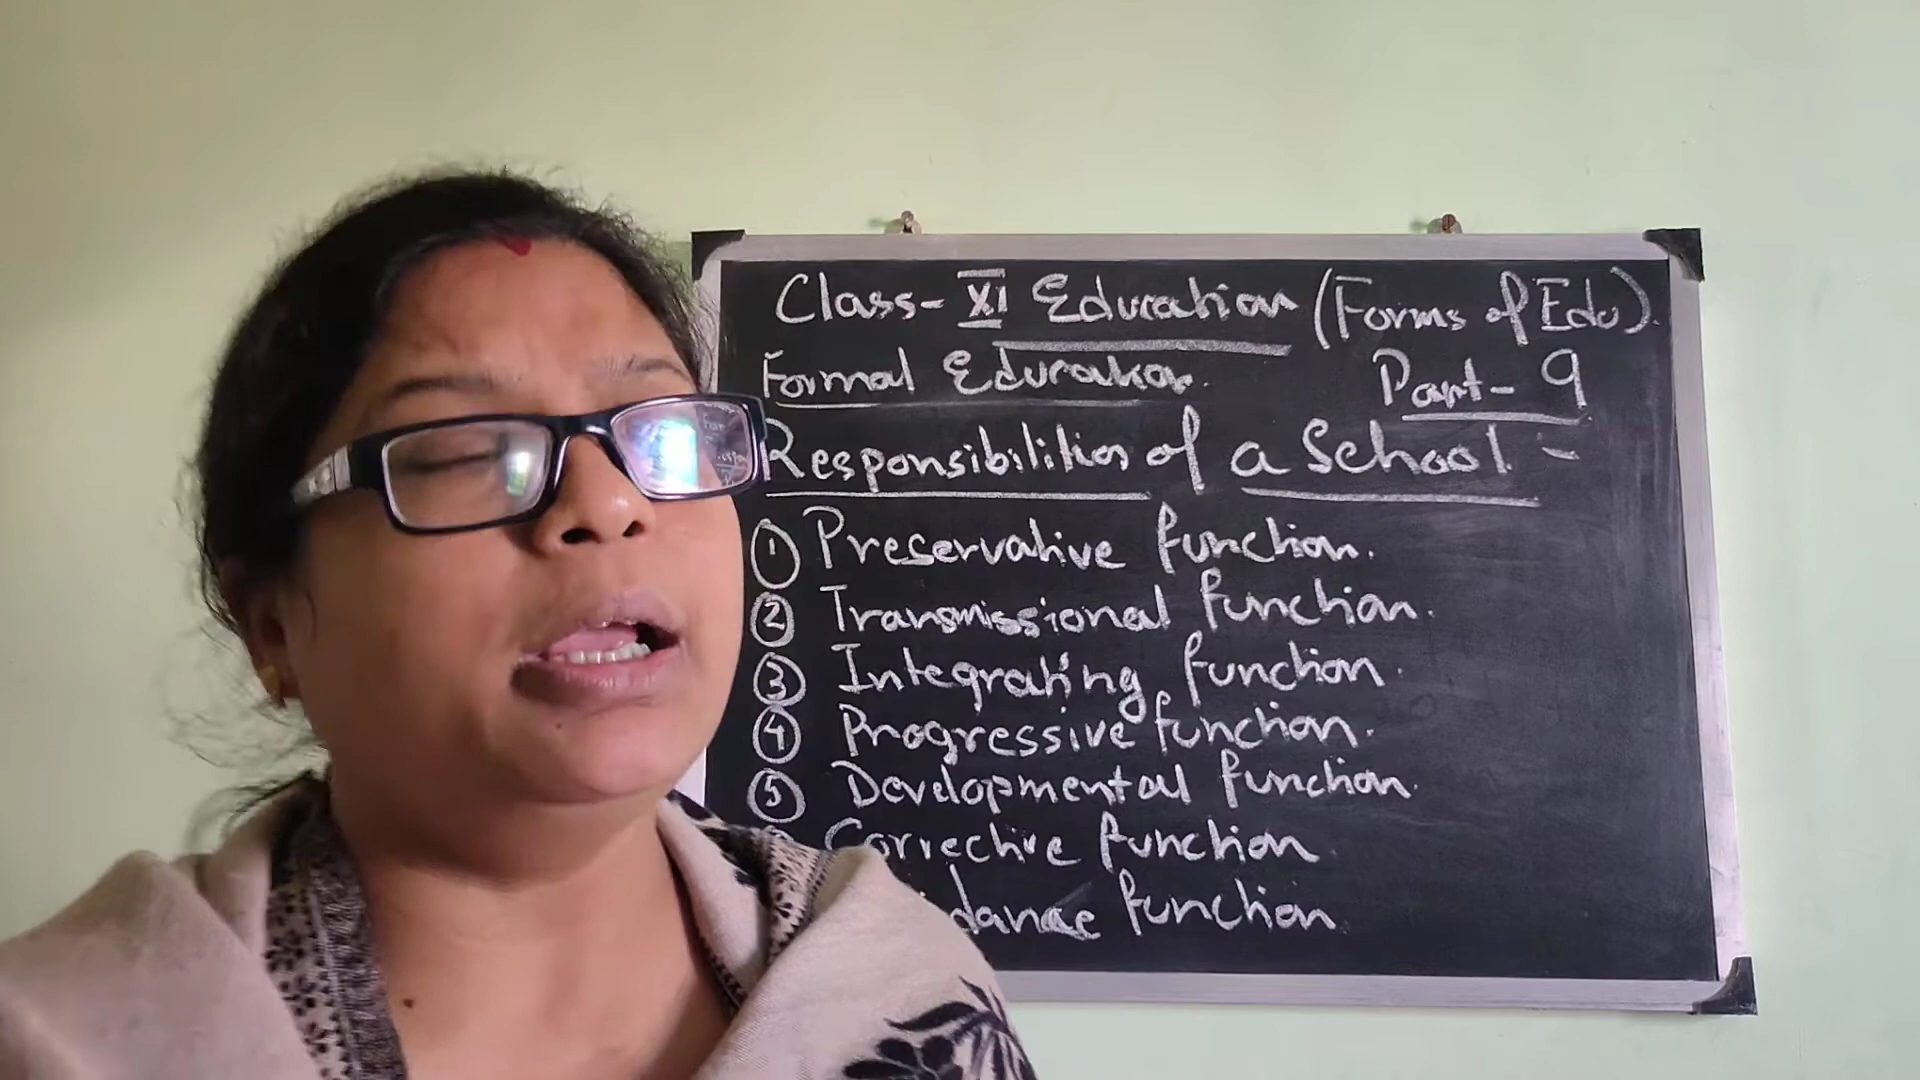 Class- XI Education (Forms of Edu).
Formal Education. Part- 9
Responsibilities of a School -
① Preservative function.
② Transmissional function.
③ Integrating function.
④ Progressive function.
⑤ Developmental function.
Corrective function
function